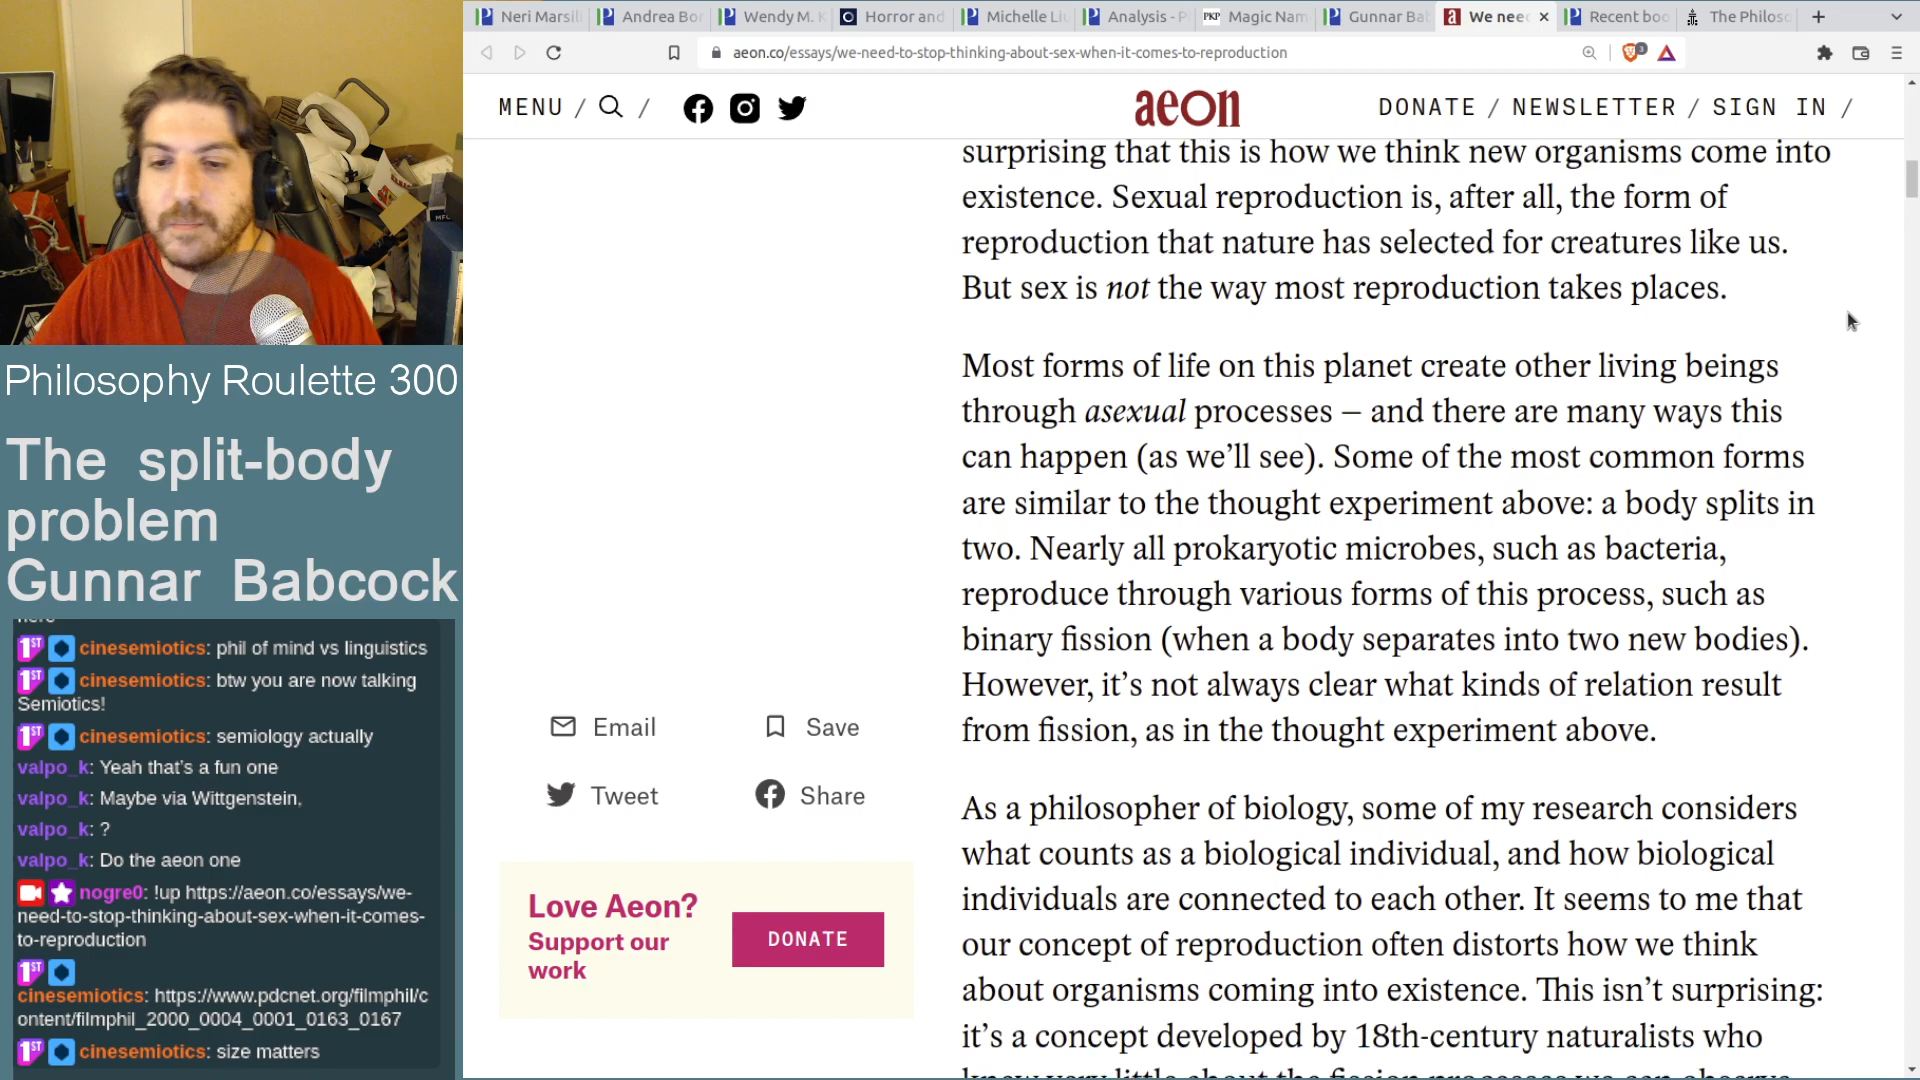 Neri Marsil
Andrea Bor
Wendy M. K
Horror and
Michelle Liu
Analysis - P
PKP Magic Nam
Gunnar Bab
a We nee
Recent boo
The Philoso
aeon.co/essays/we-need-to-stop-thinking-about-sex-when-it-comes-to-reproduction
3
MENU /
/
aeon
DONATE / NEWSLETTER / SIGN IN /
surprising that this is how we think new organisms come into
existence. Sexual reproduction is, after all, the form of
reproduction that nature has selected for creatures like us.
But sex is not the way most reproduction takes places.
Most forms of life on this planet create other living beings
through asexual processes – and there are many ways this
can happen (as we’ll see). Some of the most common forms
are similar to the thought experiment above: a body splits in
two. Nearly all prokaryotic microbes, such as bacteria,
reproduce through various forms of this process, such as
binary fission (when a body separates into two new bodies).
However, it’s not always clear what kinds of relation result
from fission, as in the thought experiment above.
As a philosopher of biology, some of my research considers
what counts as a biological individual, and how biological
individuals are connected to each other. It seems to me that
our concept of reproduction often distorts how we think
about organisms coming into existence. This isn’t surprising:
it’s a concept developed by 18th-century naturalists who
Email
Save
Tweet
Share
Love Aeon?
Support our
work
DONATE
Philosophy Roulette 300
The split-body
problem
Gunnar Babcock
here
1ST cinesemiotics: phil of mind vs linguistics
1ST cinesemiotics: btw you are now talking
Semiotics!
1ST cinesemiotics: semiology actually
valpo_k: Yeah that's a fun one
valpo_k: Maybe via Wittgenstein,
valpo_k: ?
valpo_k: Do the aeon one
nogre0: !up https://aeon.co/essays/we-
need-to-stop-thinking-about-sex-when-it-comes-
to-reproduction
1ST
cinesemiotics: https://www.pdcnet.org/filmphil/c
ontent/filmphil_2000_0004_0001_0163_0167
1ST cinesemiotics: size matters